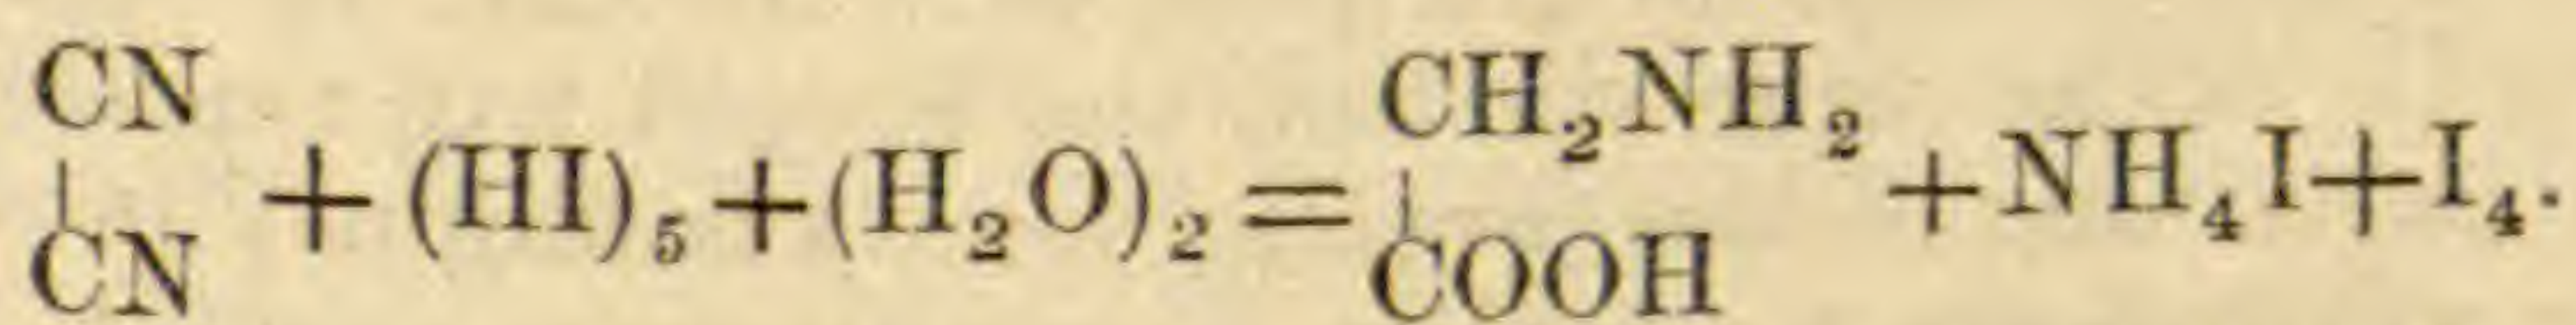 CN CH₂NH₂
| + (HI)₅+(H₂O)₂= | +NH₄I+I₄.
CN COOH